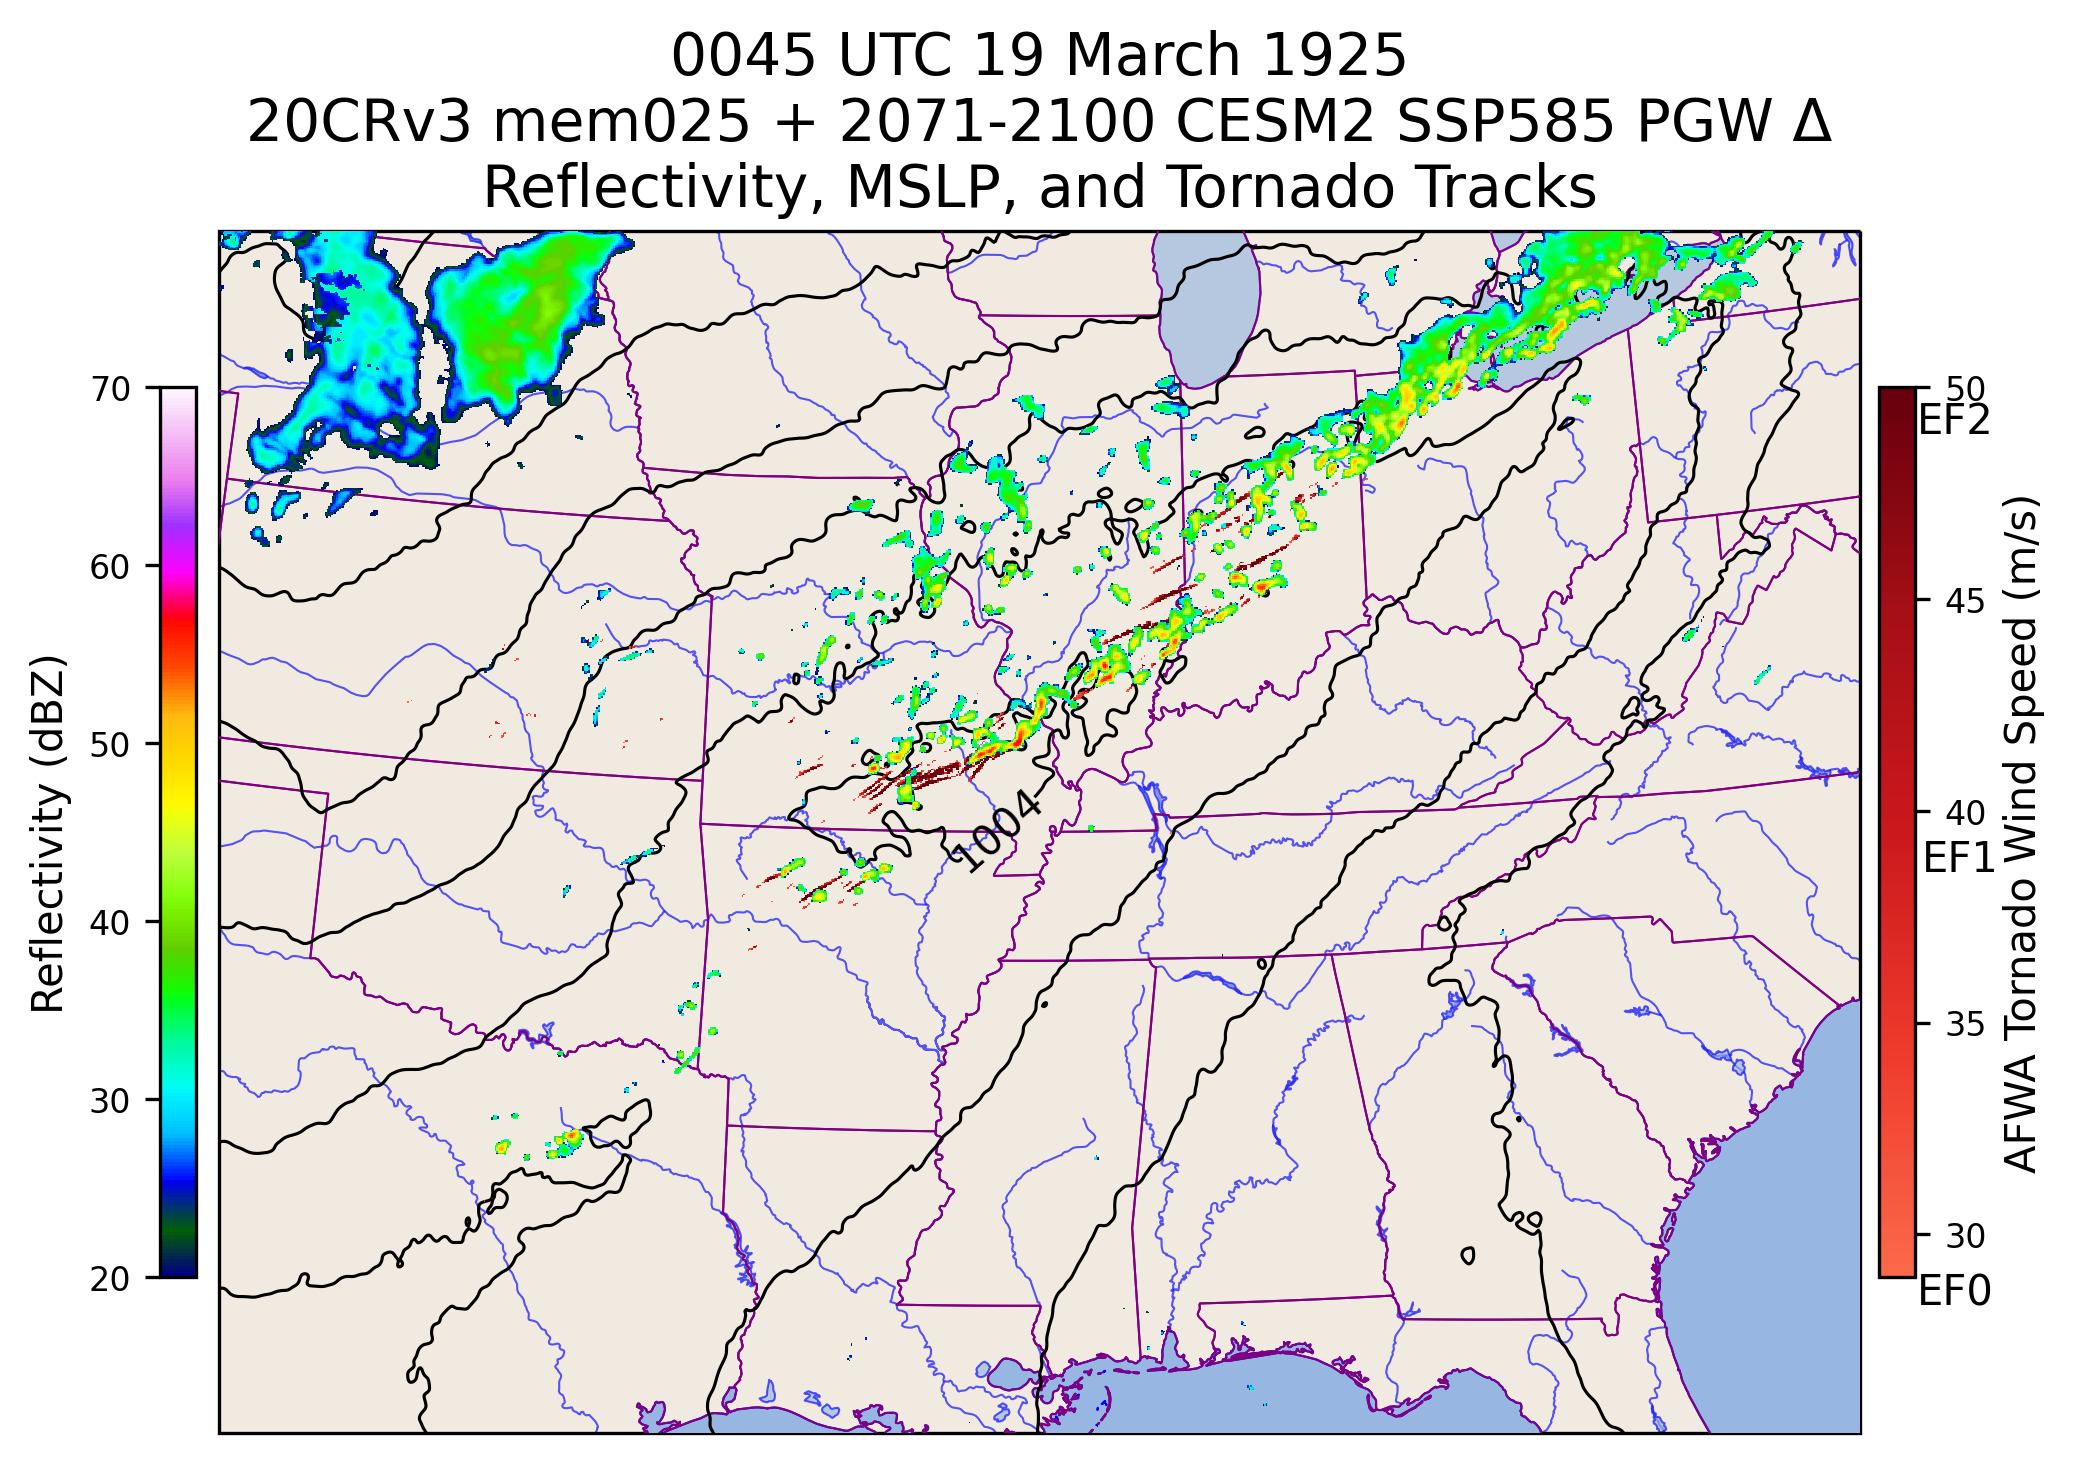 0045 UTC 19 March 1925
20CRv3 mem025 + 2071-2100 CESM2 SSP585 PGW Δ
Reflectivity, MSLP, and Tornado Tracks
Reflectivity (dBZ)
70
60
50
40
30
20
1004
50
EF2
45
40
EF1
35
30
EF0
AFWA Tornado Wind Speed (m/s)